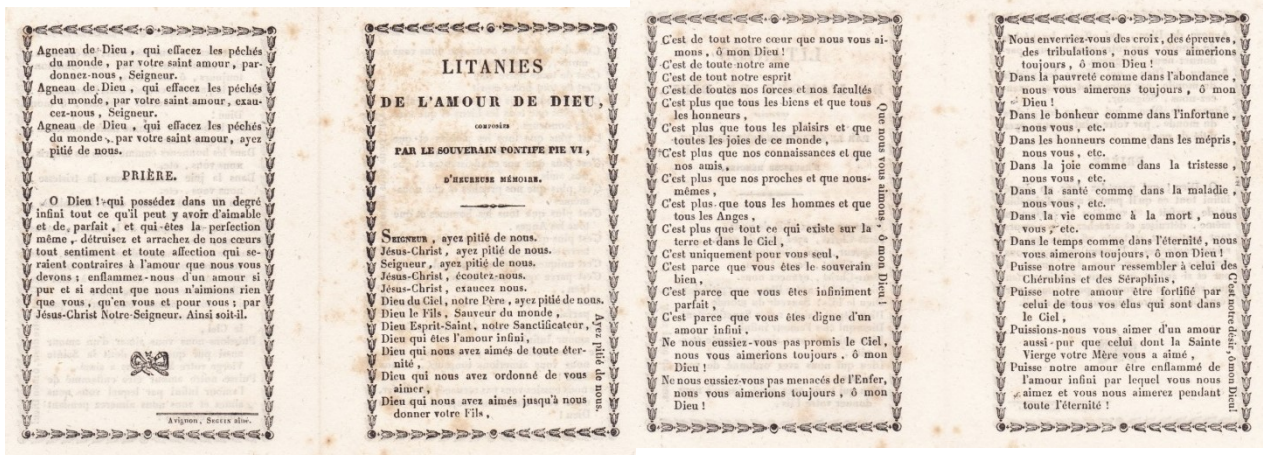 Agneau de Dieu , qui effacez les péchés
du monde , par votre saint amour, par-
donnez-nous , Seigneur.
Agneau de Dieu , qui effacez les péchés
du monde , par votre saint amour, exau-
cez-nous , Seigneur.
Agneau de Dieu , qui effacez les péchés
du monde , par votre saint amour, ayez
pitié de nous.
PRIÈRE.
O Dieu ! qui possédez dans un degré
infini tout ce qu'il peut y avoir d'aimable
et de parfait , et qui êtes la perfection
même , détruisez et arrachez de nos cœurs
tout sentiment et toute affection qui se-
raient contraires à l'amour que nous vous
devons ; enflammez-nous d'un amour si
pur et si ardent que nous n'aimions rien
que vous , qu'en vous et pour vous ; par
Jésus-Christ Notre-Seigneur. Ainsi soit-il.
Avignon, SEGUIN aîné.
LITANIES
DE L'AMOUR DE DIEU,
COMPOSÉES
PAR LE SOUVERAIN PONTIFE PIE VI ,
D'HEUREUSE MÉMOIRE.
SEIGNEUR , ayez pitié de nous.
Jésus-Christ , ayez pitié de nous.
Seigneur , ayez pitié de nous.
Jésus-Christ , écoutez-nous.
Jésus-Christ, exaucez nous.
Dieu du Ciel, notre Père , ayez pitié de nous.
Dieu le Fils , Sauveur du monde ,
Dieu Esprit-Saint , notre Sanctificateur ,
Dieu qui êtes l'amour infini ,
Dieu qui nous avez aimés de toute éter-
nité ,
Dieu qui nous avez ordonné de vous
aimer ,
Dieu qui nous avez aimés jusqu'à nous
donner votre Fils ,
Ayez pitié de nous.
C'est de tout notre cœur que nous vous ai-
mons , ô mon Dieu !
C'est de toute notre ame
C'est de tout notre esprit
C'est de toutes nos forces et nos facultés
C'est plus que tous les biens et que tous
les honneurs ,
C'est plus que tous les plaisirs et que
toutes les joies de ce monde ,
C'est plus que nos connaissances et que
nos amis ,
C'est plus que nos proches et que nous-
mêmes ,
C'est plus que tous les hommes et que
tous les Anges ,
C'est plus que tout ce qui existe sur la
terre et dans le Ciel ,
C'est uniquement pour vous seul ,
C'est parce que vous êtes le souverain
bien ,
C'est parce que vous êtes infiniment
parfait ,
C'est parce que vous êtes digne d'un
amour infini ,
Ne nous eussiez-vous pas promis le Ciel,
nous vous aimerions toujours , ô mon
Dieu !
Ne nous eussiez-vous pas menacés de l'Enfer,
nous vous aimerions toujours , ô mon
Dieu !
Que nous vous aimons , ô mon Dieu !
Nous enverriez-vous des croix , des épreuves,
des tribulations , nous vous aimerions
toujours , ô mon Dieu !
Dans la pauvreté comme dans l'abondance ,
nous vous aimerons toujours , ô mon
Dieu !
Dans le bonheur comme dans l'infortune ,
nous vous , etc.
Dans les honneurs comme dans les mépris,
nous vous , etc.
Dans la joie comme dans la tristesse ,
nous vous , etc.
Dans la santé comme dans la maladie ,
nous vous , etc.
Dans la vie comme à la mort , nous
vous , etc.
Dans le temps comme dans l'éternité , nous
vous aimerons toujours , ô mon Dieu !
Puisse notre amour ressembler à celui des
Chérubins et des Séraphins ,
Puisse notre amour être fortifié par
celui de tous vos élus qui sont dans
le Ciel ,
Puissions-nous vous aimer d'un amour
aussi pur que celui dont la Sainte
Vierge votre Mère vous a aimé ,
Puisse notre amour être enflammé de
l'amour infini par lequel vous nous
aimez et vous nous aimerez pendant
toute l'éternité !
C'est notre desir, ô mon Dieu!